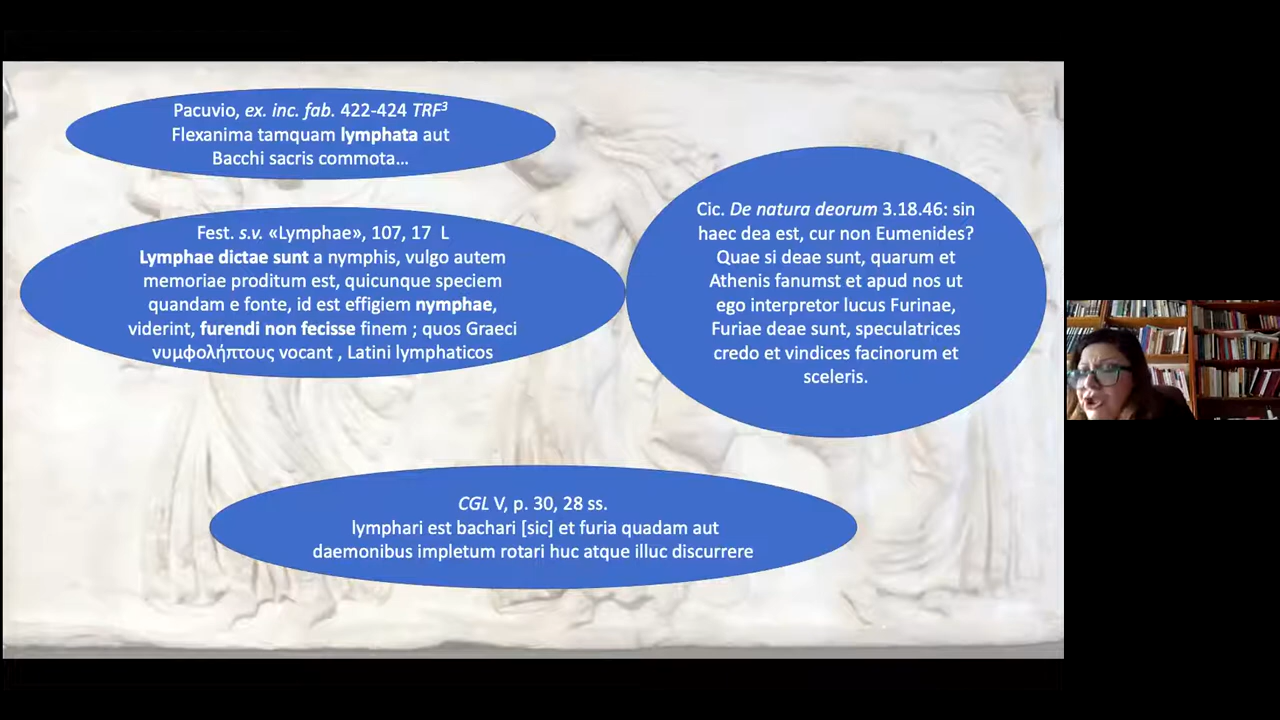 Pacuvio, ex. inc. fab. 422-424 TRF³
Flexanima tamquam lymphata aut
Bacchi sacris commota…
Fest. s.v. «Lymphae», 107, 17 L
Lymphae dictae sunt a nymphis, vulgo autem
memoriae proditum est, quicunque speciem
quandam e fonte, id est effigiem nymphae,
viderint, furendi non fecisse finem ; quos Graeci
νυμφολήπτους vocant , Latini lymphaticos
Cic. De natura deorum 3.18.46: sin
haec dea est, cur non Eumenides?
Quae si deae sunt, quarum et
Athenis fanumst et apud nos ut
ego interpretor lucus Furinae,
Furiae deae sunt, speculatrices
credo et vindices facinorum et
sceleris.
CGL V, p. 30, 28 ss.
lymphari est bachari [sic] et furia quadam aut
daemonibus impletum rotari huc atque illuc discurrere